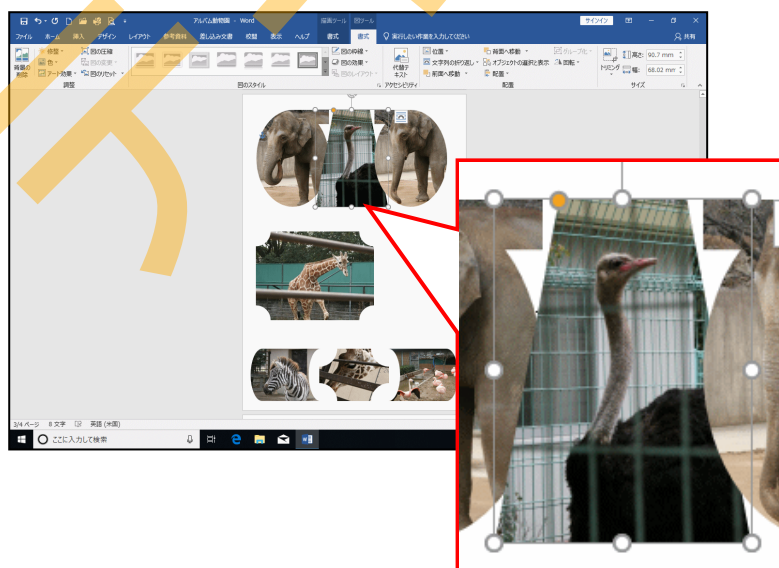 アルバム動物園 - Word
描画ツール 図ツール
サインイン
ファイル ホーム 挿入 デザイン レイアウト 参考資料 差し込み文書 校閲 表示 ヘルプ 書式 書式 実行したい作業を入力してください 共有
背景の削除
修整
色
アート効果
図の圧縮
図の変更
図のリセット
図の枠線
図の効果
図のレイアウト
代替テキスト
位置
文字列の折り返し
前面へ移動
背面へ移動
オブジェクトの選択と表示
配置
グループ化
回転
トリミング
高さ: 90.7 mm
幅: 68.02 mm
調整 図のスタイル アクセシビリティ 配置 サイズ
3/4 ページ 8 文字 英語 (米国)
ここに入力して検索